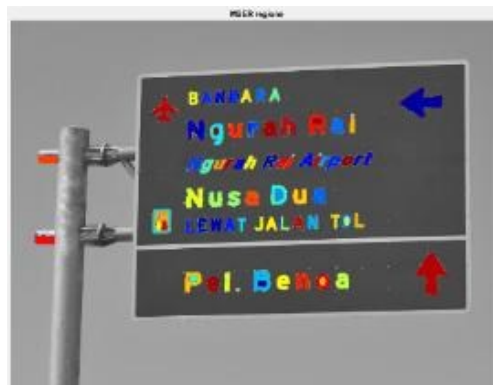 MSER regions
BANDARA
Ngurah Rai
Ngurah Rai Airport
Nusa Dua
LEWAT JALAN TOL
Pel. Benoa